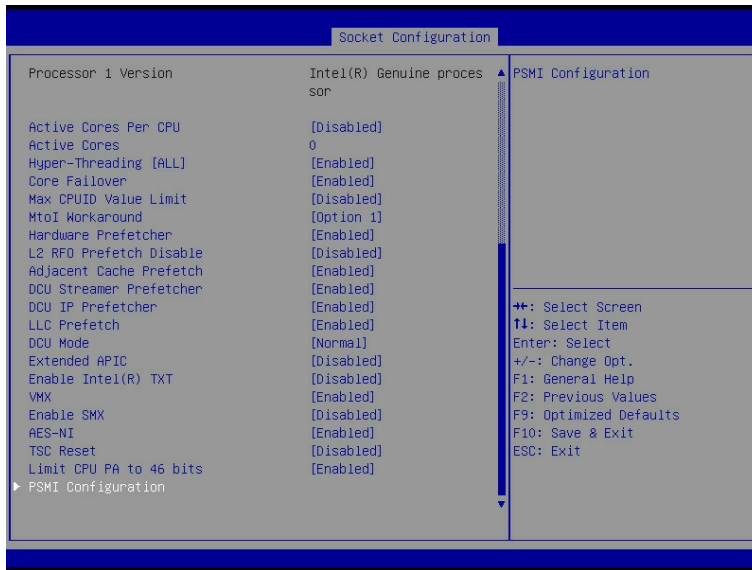 Socket Configuration
Processor 1 Version Intel(R) Genuine proces
sor
Active Cores Per CPU [Disabled]
Active Cores 0
Hyper-Threading [ALL] [Enabled]
Core Failover [Enabled]
Max CPUID Value Limit [Disabled]
MtoI Workaround [Option 1]
Hardware Prefetcher [Enabled]
L2 RFO Prefetch Disable [Disabled]
Adjacent Cache Prefetch [Enabled]
DCU Streamer Prefetcher [Enabled]
DCU IP Prefetcher [Enabled]
LLC Prefetch [Enabled]
DCU Mode [Normal]
Extended APIC [Disabled]
Enable Intel(R) TXT [Disabled]
VMX [Enabled]
Enable SMX [Disabled]
AES-NI [Enabled]
TSC Reset [Disabled]
Limit CPU PA to 46 bits [Enabled]
PSMI Configuration
PSMI Configuration
→←: Select Screen
↑↓: Select Item
Enter: Select
+/-: Change Opt.
F1: General Help
F2: Previous Values
F9: Optimized Defaults
F10: Save & Exit
ESC: Exit